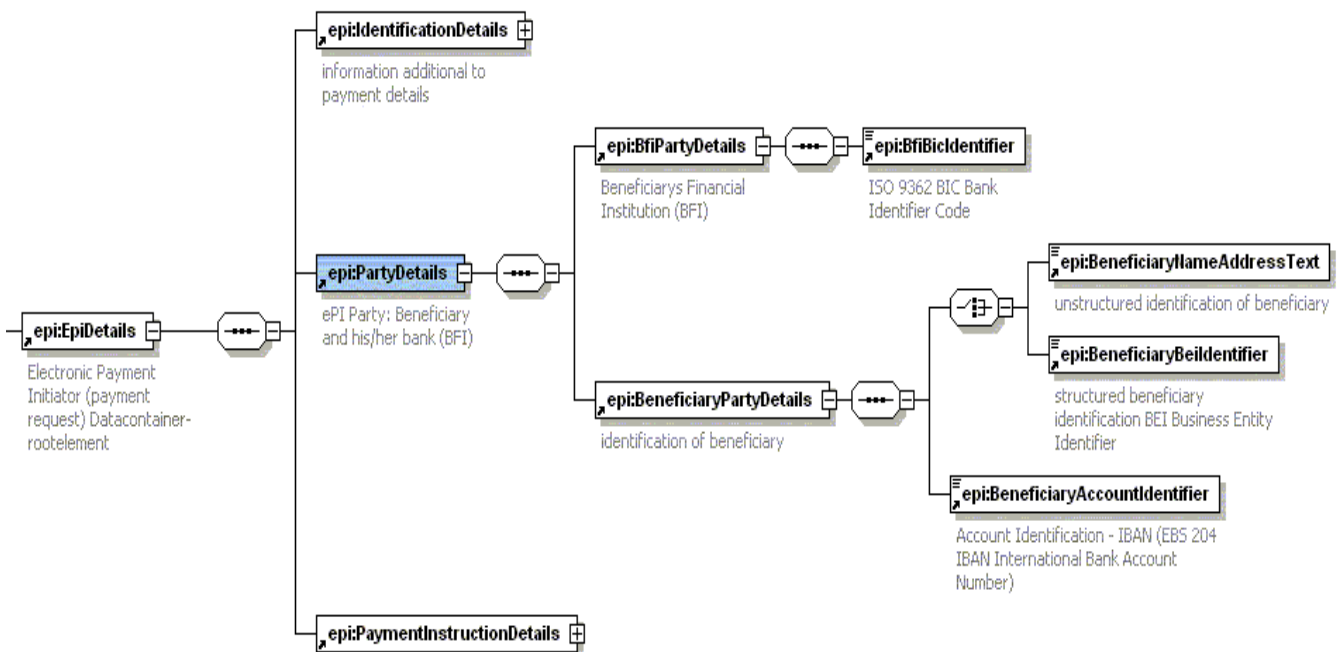 epi:IdentificationDetails
information additional to
payment details
epi:BfiPartyDetails
Beneficiarys Financial
Institution (BFI)
epi:BfiBicIdentifier
ISO 9362 BIC Bank
Identifier Code
epi:PartyDetails
ePI Party: Beneficiary
and his/her bank (BFI)
epi:BeneficiaryNameAddressText
unstructured identification of beneficiary
epi:EpiDetails
Electronic Payment
Initiator (payment
request) Datacontainer-
rootelement
epi:BeneficiaryBeiIdentifier
structured beneficiary
identification BEI Business Entity
Identifier
epi:BeneficiaryPartyDetails
identification of beneficiary
epi:BeneficiaryAccountIdentifier
Account Identification - IBAN (EBS 204
IBAN International Bank Account
Number)
epi:PaymentInstructionDetails